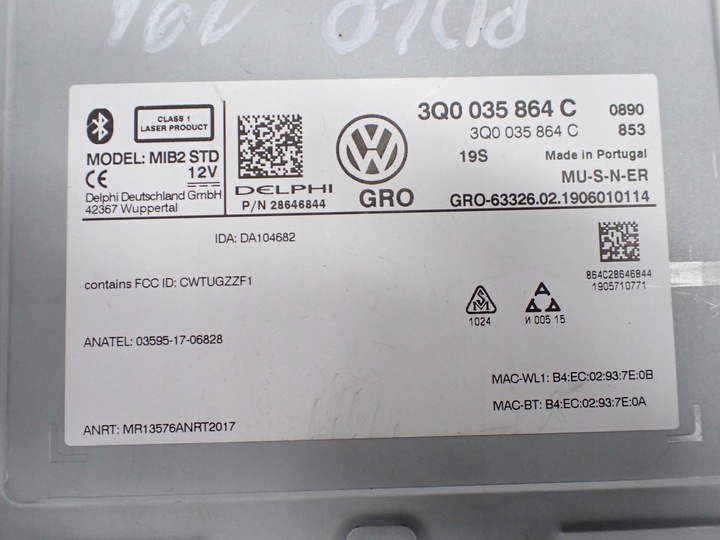 CLASS 1
LASER PRODUCT
MODEL: MIB2 STD
12V
Delphi Deutschland GmbH
42367 Wuppertal
DELPHI
P/N 28646844
GRO
3Q0 035 864 C 0890
3Q0 035 864 C 853
19S Made in Portugal
MU-S-N-ER
GRO-63326.02.1906010114
IDA: DA104682
864C28646844
1905710771
contains FCC ID: CWTUGZZF1
1024
И 005 15
ANATEL: 03595-17-06828
MAC-WL1: B4:EC:02:93:7E:0B
MAC-BT: B4:EC:02:93:7E:0A
ANRT: MR13576ANRT2017